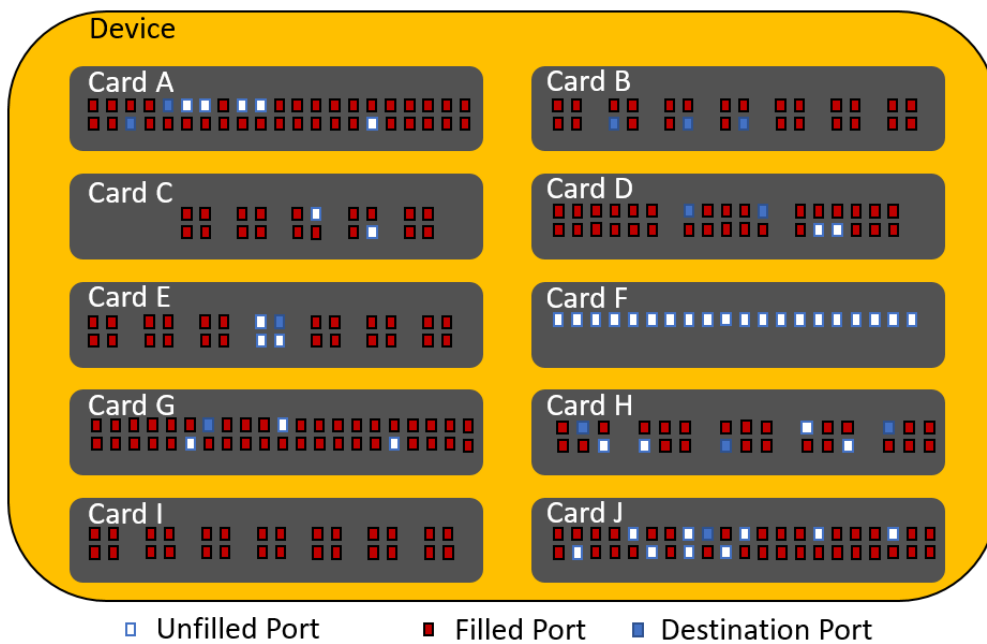 Device
Card A
Card B
Card C
Card D
Card E
Card F
Card G
Card H
Card I
Card J
Unfilled Port
Filled Port
Destination Port